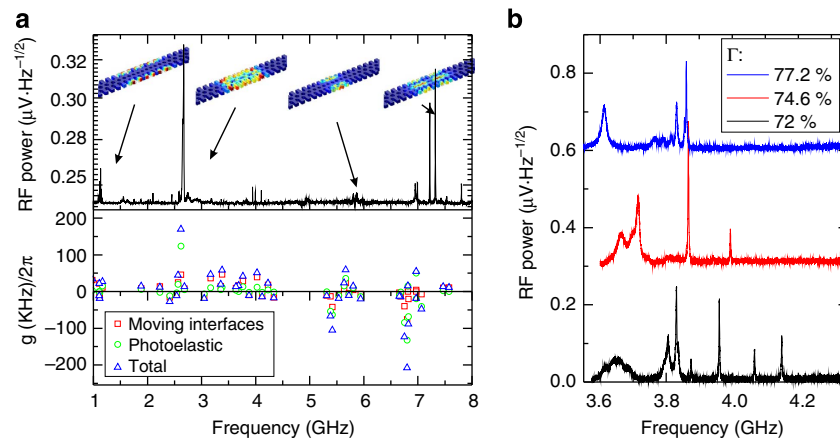 a
RF power (μV·Hz⁻¹/²)
0.32
0.30
0.28
0.25
g (KHz)/2π
200
100
0
−100
−200
Moving interfaces
Photoelastic
Total
1 2 3 4 5 6 7 8
Frequency (GHz)
b
RF power (μV·Hz⁻¹/²)
0.8
0.6
0.4
0.2
0.0
Γ:
77.2 %
74.6 %
72 %
3.6 3.8 4.0 4.2
Frequency (GHz)